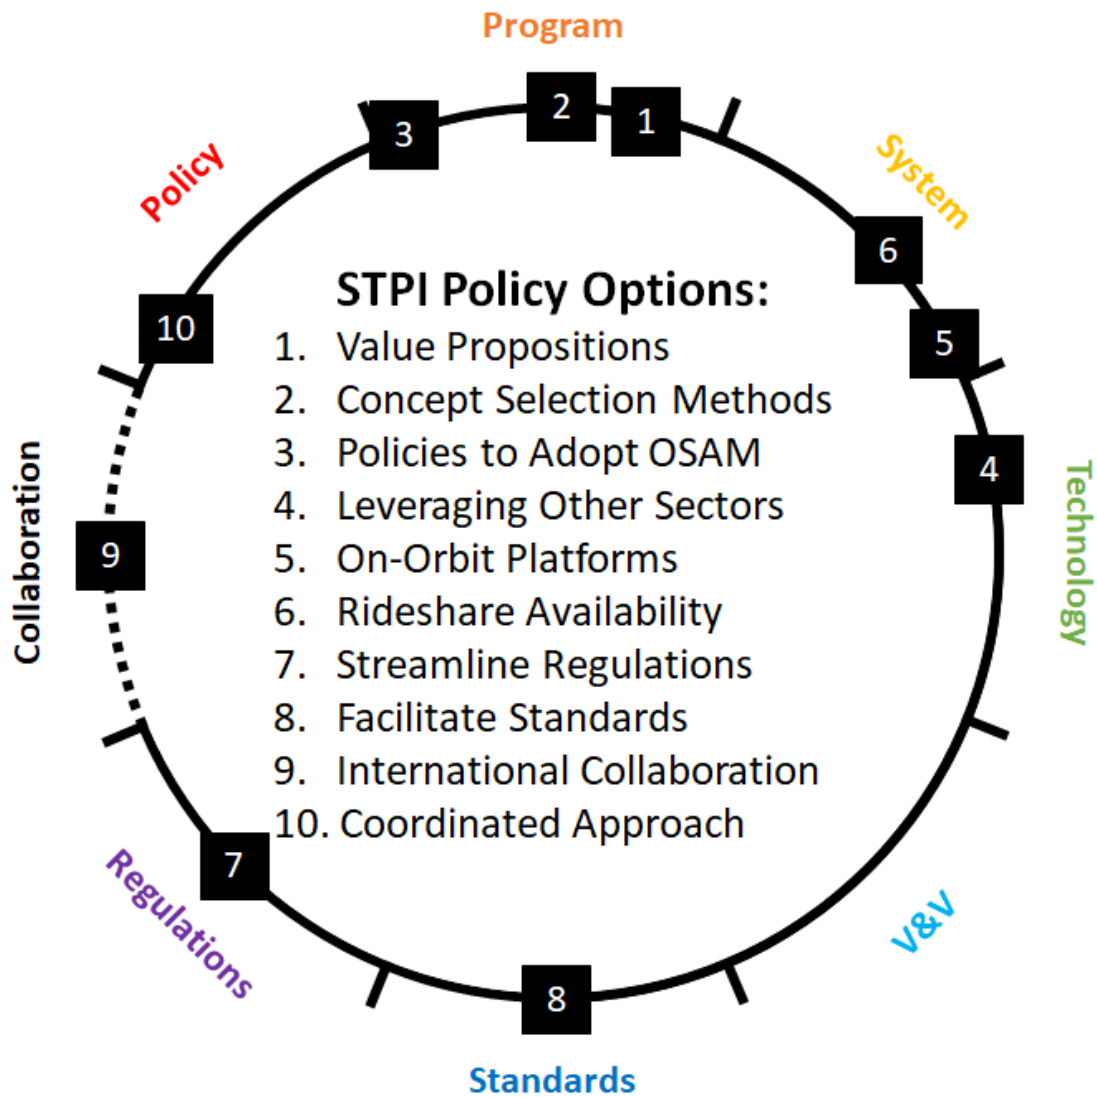 Program
2
1
3
System
Policy
6
10
5
STPI Policy Options:
1. Value Propositions
2. Concept Selection Methods
3. Policies to Adopt OSAM
4. Leveraging Other Sectors
5. On-Orbit Platforms
6. Rideshare Availability
7. Streamline Regulations
8. Facilitate Standards
9. International Collaboration
10. Coordinated Approach
4
Technology
Collaboration
9
7
Regulations
V&V
8
Standards